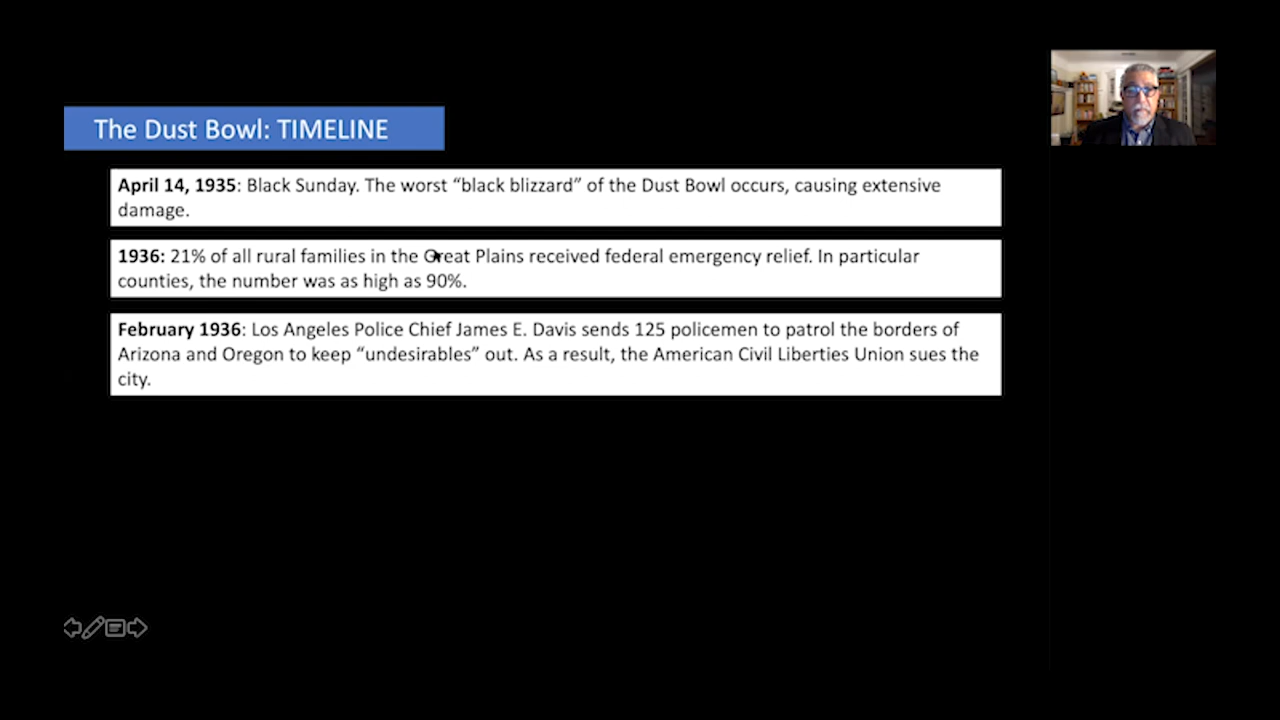 The Dust Bowl: TIMELINE
April 14, 1935: Black Sunday. The worst “black blizzard” of the Dust Bowl occurs, causing extensive
damage.
1936: 21% of all rural families in the Great Plains received federal emergency relief. In particular
counties, the number was as high as 90%.
February 1936: Los Angeles Police Chief James E. Davis sends 125 policemen to patrol the borders of
Arizona and Oregon to keep “undesirables” out. As a result, the American Civil Liberties Union sues the
city.